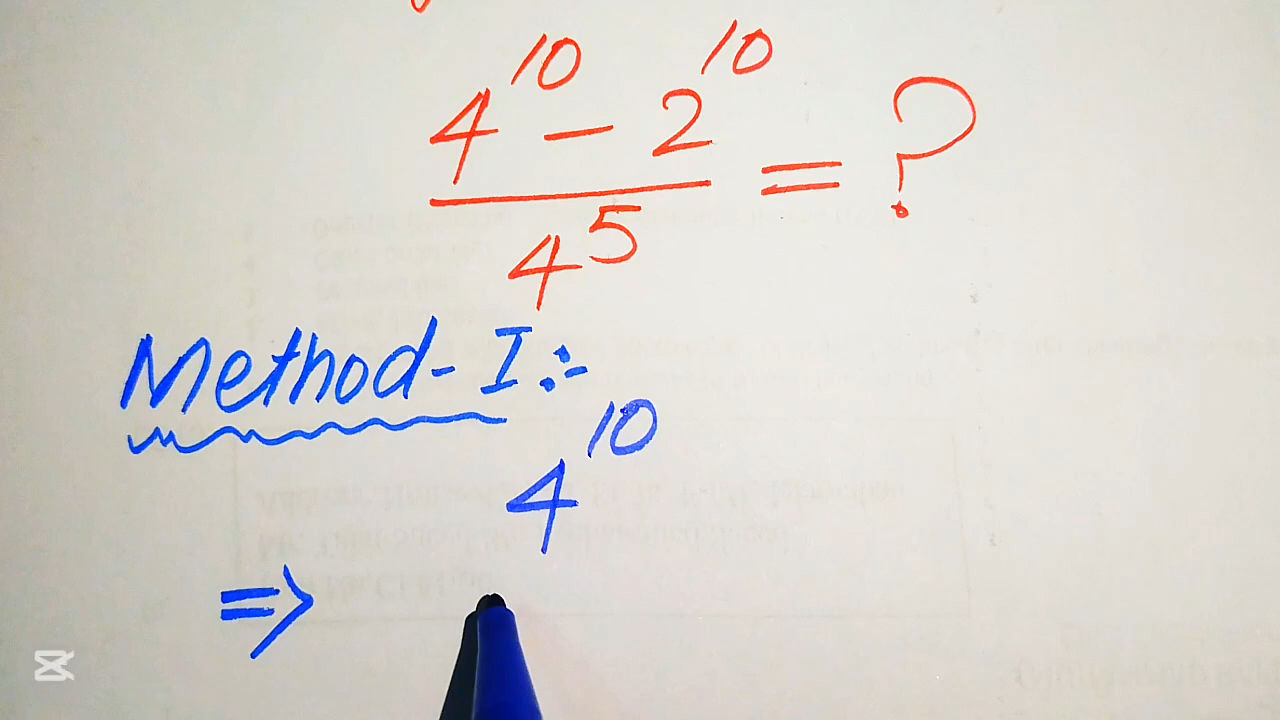 4^10 - 2^10 / 4^5 = ?
Method-I:-
4^10
=>